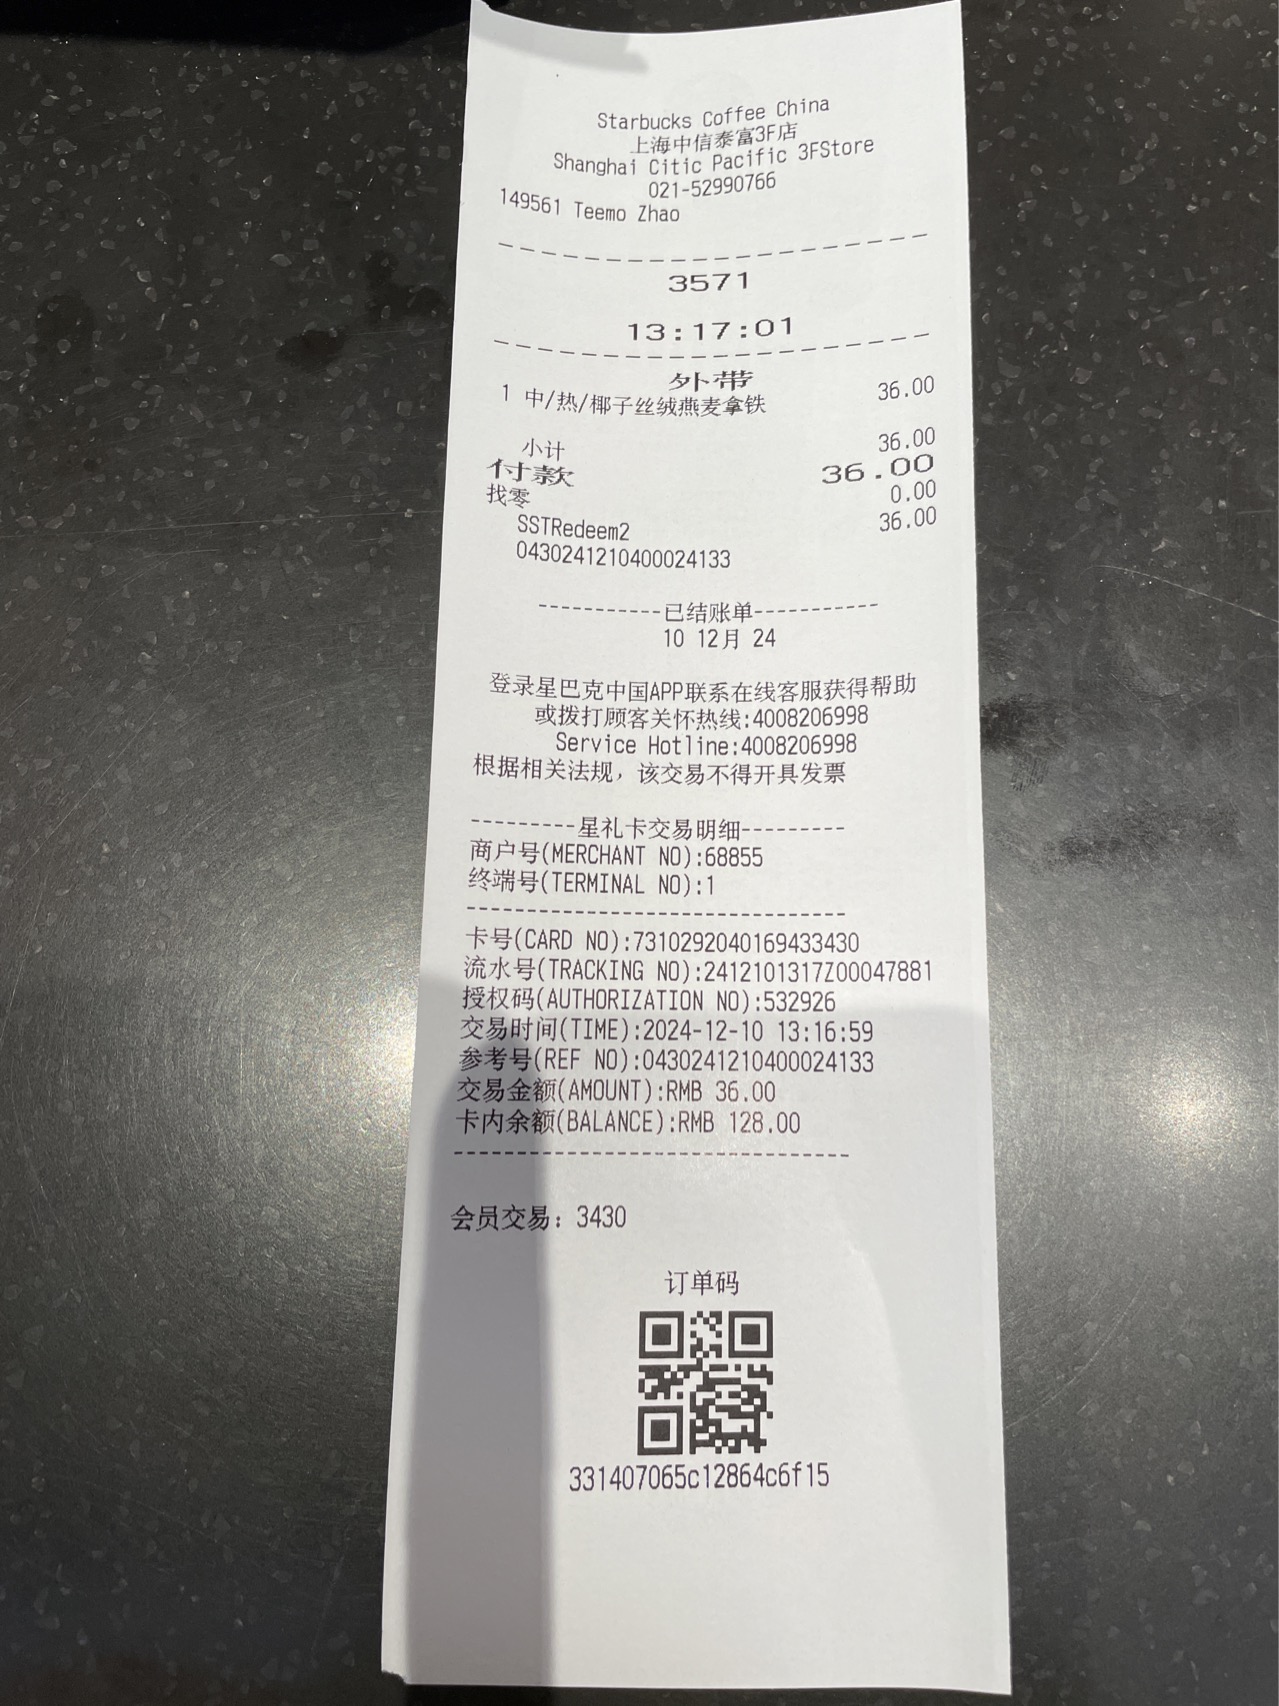 Starbucks Coffee China
上海中信泰富3F店
Shanghai Citic Pacific 3FStore
021-52990766
149561 Teemo Zhao
--------------------
3571
13:17:01
--------------------
外带
1 中/热/椰子丝绒燕麦拿铁 36.00
小计 36.00
付款 36.00
找零 0.00
SSTRedeem2 36.00
0430241210400024133
-----------已结账单-----------
10 12月 24
登录星巴克中国APP联系在线客服获得帮助
或拨打顾客关怀热线:4008206998
Service Hotline:4008206998
根据相关法规，该交易不得开具发票
---------星礼卡交易明细---------
商户号(MERCHANT NO):68855
终端号(TERMINAL NO):1
-------------------------------
卡号(CARD NO):7310292040169433430
流水号(TRACKING NO):2412101317Z00047881
授权码(AUTHORIZATION NO):532926
交易时间(TIME):2024-12-10 13:16:59
参考号(REF NO):0430241210400024133
交易金额(AMOUNT):RMB 36.00
卡内余额(BALANCE):RMB 128.00
-------------------------------
会员交易: 3430
订单码
331407065c12864c6f15